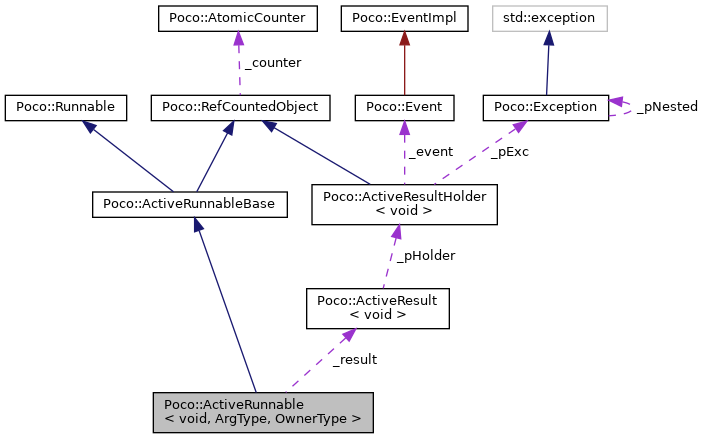 Poco::AtomicCounter
Poco::EventImpl
std::exception
_counter
Poco::Runnable
Poco::RefCountedObject
Poco::Event
Poco::Exception
_pNested
_event
_pExc
Poco::ActiveRunnableBase
Poco::ActiveResultHolder
< void >
_pHolder
Poco::ActiveResult
< void >
_result
Poco::ActiveRunnable
< void, ArgType, OwnerType >